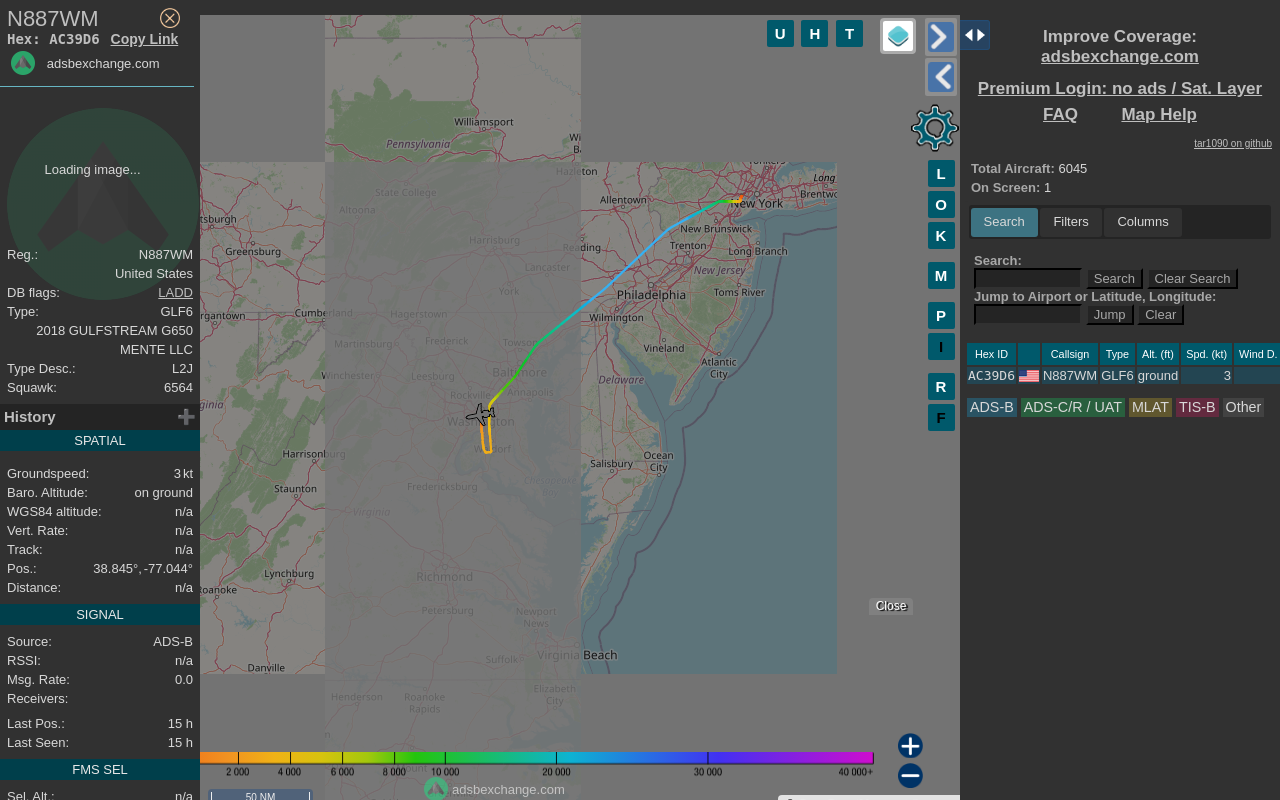 N887WM
Hex: AC39D6 Copy Link
adsbexchange.com
Loading image...
Reg.: N887WM
United States
DB flags: LADD
Type: GLF6
2018 GULFSTREAM G650
MENTE LLC
Type Desc.: L2J
Squawk: 6564
History
SPATIAL
Groundspeed: 3 kt
Baro. Altitude: on ground
WGS84 altitude: n/a
Vert. Rate: n/a
Track: n/a
Pos.: 38.845°, -77.044°
Distance: n/a
SIGNAL
Source: ADS-B
RSSI: n/a
Msg. Rate: 0.0
Receivers:
Last Pos.: 15 h
Last Seen: 15 h
FMS SEL
Sel. Alt.: n/a
U H T
L
O
K
M
P
I
R
F
Williamsport
Pennsylvania
State College
Hazleton
Altoona
Allentown
New York
Long
Brentwo
tsburgh
Greensburg
Harrisburg
Reading
New Brunswick
Trenton
Long Branch
Lancaster
New Jersey
York
Philadelphia
Toms River
rgantown
Cumberland
Hagerstown
Wilmington
Martinsburg
Frederick
Towson
Vineland
Atlantic
City
Winchester
Leesburg
Baltimore
Delaware
Rockville
Annapolis
ginia
Washington
Waldorf
Harrisonburg
Salisbury
Ocean
City
Staunton
Fredericksburg
Virginia
Lynchburg
Richmond
Roanoke
Petersburg
Newport
News
Danville
Suffolk
Virginia Beach
Henderson
Roanoke
Rapids
Elizabeth
City
Close
2 000 4 000 6 000 8 000 10 000 20 000 30 000 40 000+
adsbexchange.com
50 NM
Improve Coverage:
adsbexchange.com
Premium Login: no ads / Sat. Layer
FAQ Map Help
tar1090 on github
Total Aircraft: 6045
On Screen: 1
Search Filters Columns
Search:
Search Clear Search
Jump to Airport or Latitude, Longitude:
Jump Clear
Hex ID Callsign Type Alt. (ft) Spd. (kt) Wind D.
AC39D6 N887WM GLF6 ground 3
ADS-B ADS-C/R / UAT MLAT TIS-B Other